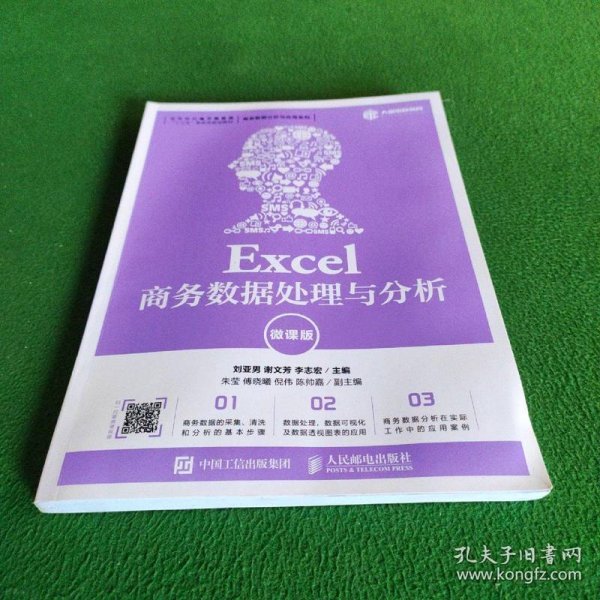 Excel
商务数据处理与分析
微课版
刘亚男 谢文芳 李志宏 / 主编
朱莹 傅晓曦 倪伟 陈帅嘉 / 副主编
01
商务数据的采集、清洗
和分析的基本步骤
02
数据处理、数据可视化
及数据透视图表的应用
03
商务数据分析在实际
工作中的应用案例
中国工信出版集团
人民邮电出版社
POSTS & TELECOM PRESS
SMS
SMS
SMS
孔夫子旧书网
www.kongfz.com